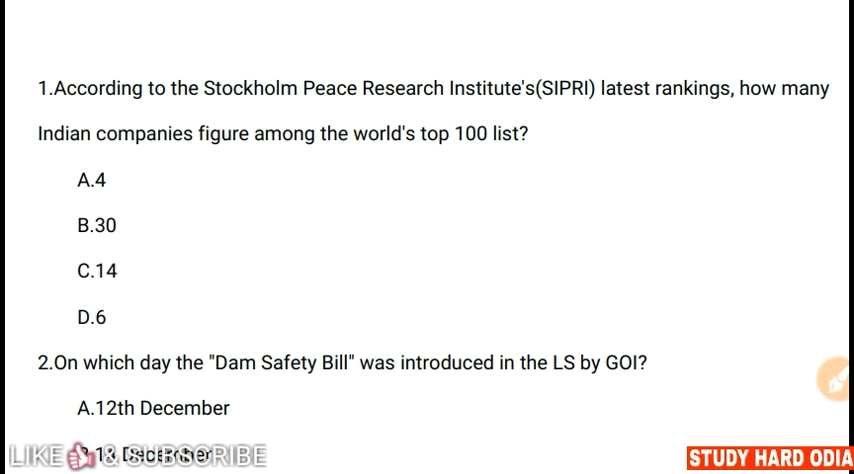 1.According to the Stockholm Peace Research Institute's(SIPRI) latest rankings, how many
Indian companies figure among the world's top 100 list?
A.4
B.30
C.14
D.6
2.On which day the "Dam Safety Bill" was introduced in the LS by GOI?
A.12th December
December
LIKE & SUBSCRIBE
STUDY HARD ODIA